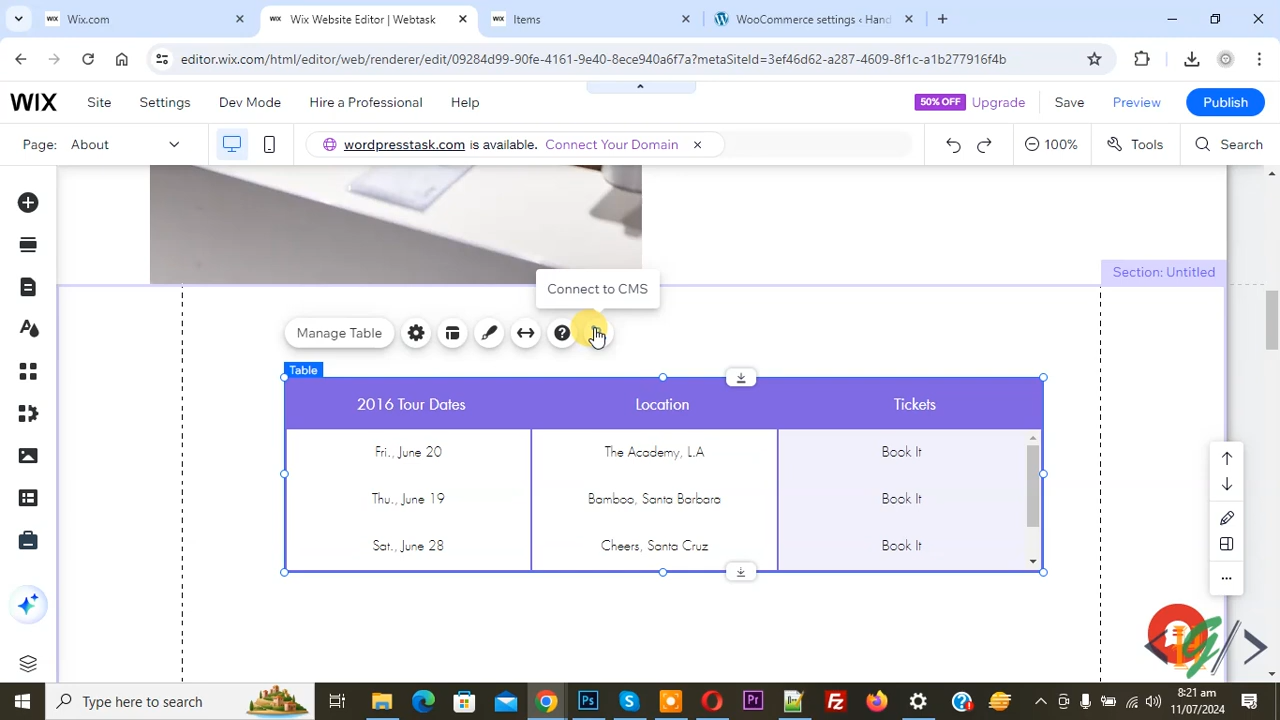 Wix.com
Wix Website Editor | Webtask
Items
WooCommerce settings ‹ Hand
editor.wix.com/html/editor/web/renderer/edit/09284d99-90fe-4161-9e40-8ece940a6f7a?metaSiteId=3ef46d62-a287-4609-8f1c-a1b277916f4b
WIX
Site
Settings
Dev Mode
Hire a Professional
Help
50% OFF
Upgrade
Save
Preview
Publish
Page: About
wordpresstask.com is available. Connect Your Domain
100%
Tools
Search
Section: Untitled
Connect to CMS
Manage Table
Table
2016 Tour Dates Location Tickets
Fri., June 20 The Academy, L.A Book It
Thu., June 19 Bamboo, Santa Barbara Book It
Sat., June 28 Cheers, Santa Cruz Book It
Type here to search
8:21 am
11/07/2024